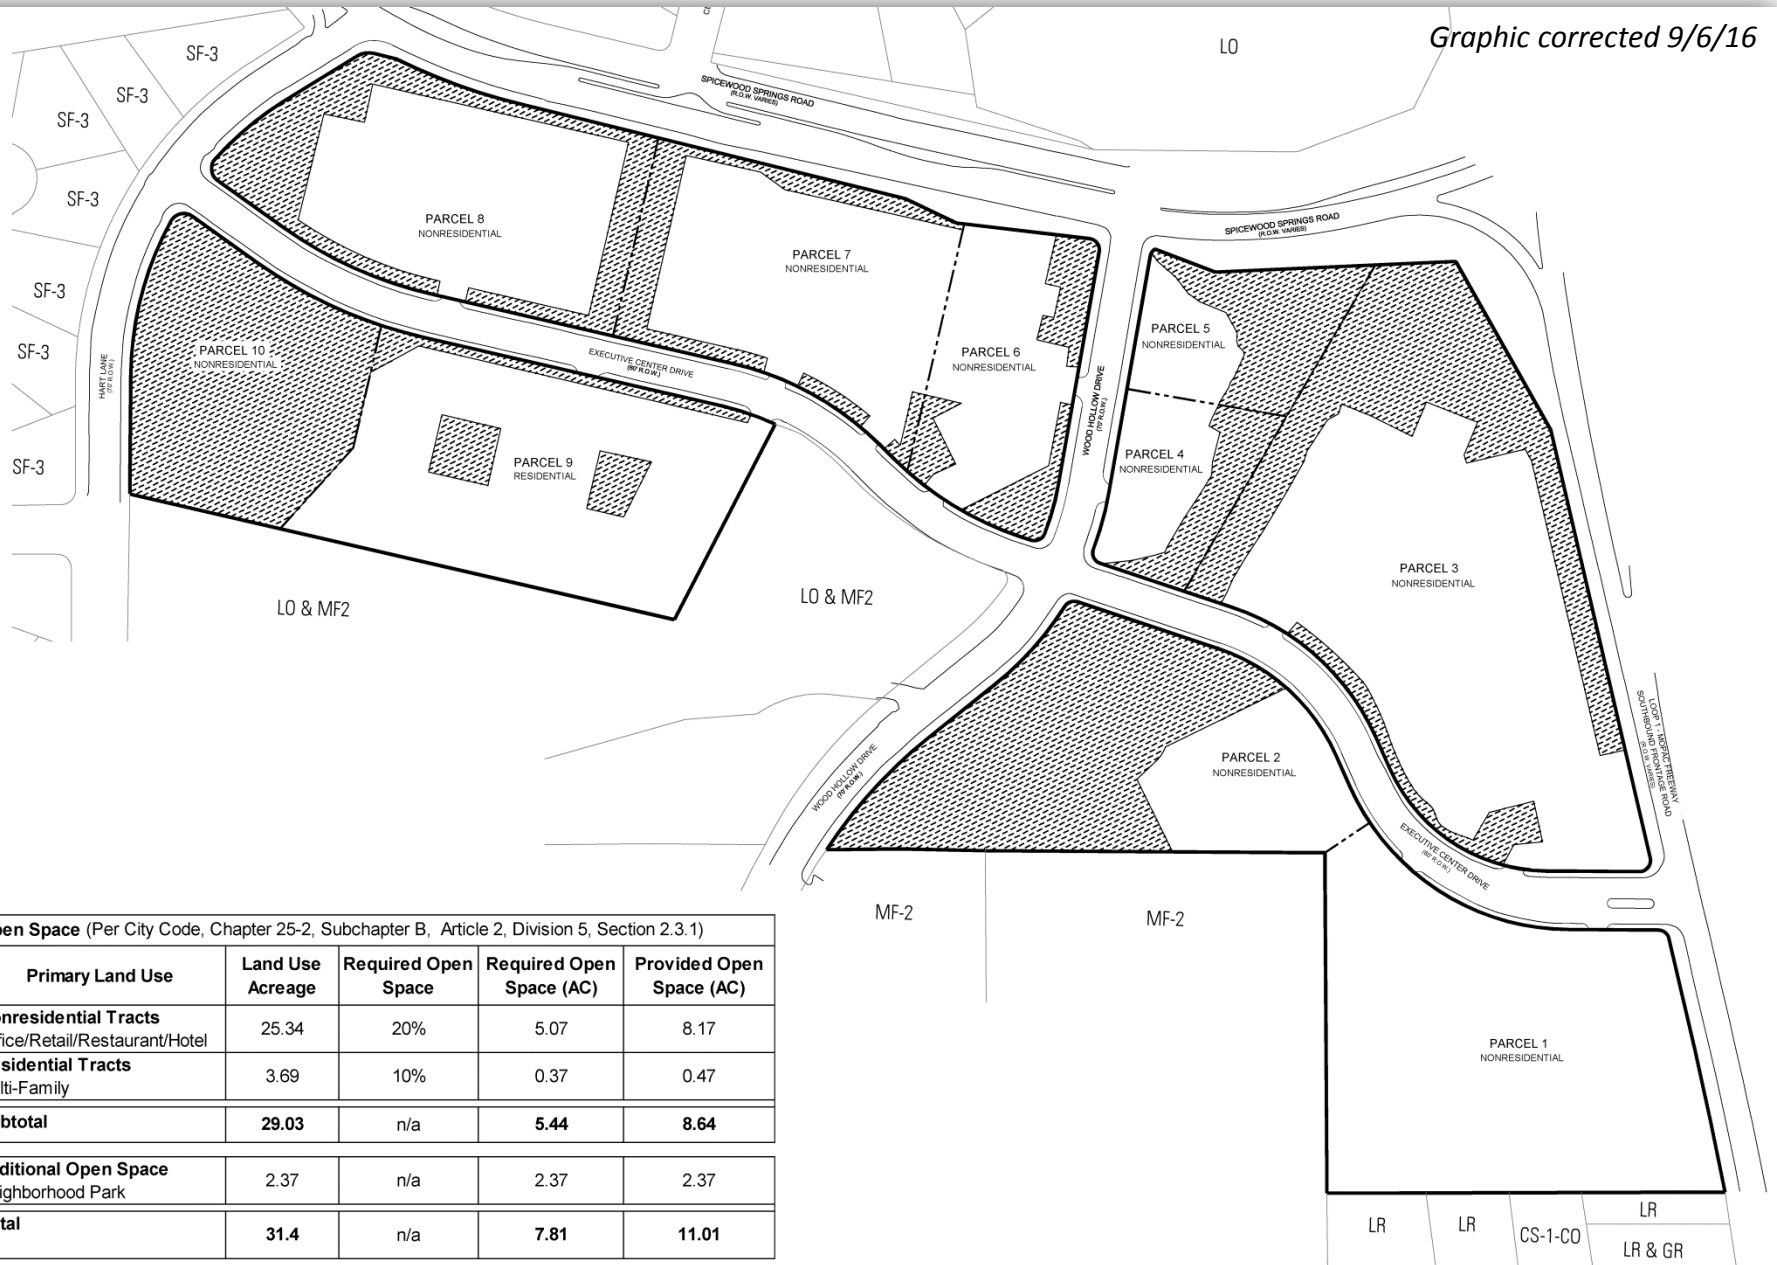 Graphic corrected 9/6/16
LO
SF-3
SF-3
SF-3
SF-3
SF-3
SF-3
SF-3
SPICEWOOD SPRINGS ROAD
(R.O.W. VARIES)
SPICEWOOD SPRINGS ROAD
(R.O.W. VARIES)
PARCEL 8
NONRESIDENTIAL
PARCEL 7
NONRESIDENTIAL
PARCEL 6
NONRESIDENTIAL
PARCEL 5
NONRESIDENTIAL
PARCEL 4
NONRESIDENTIAL
PARCEL 10
NONRESIDENTIAL
PARCEL 9
RESIDENTIAL
PARCEL 3
NONRESIDENTIAL
HART LANE
(70' R.O.W.)
EXECUTIVE CENTER DRIVE
(80' R.O.W.)
WOOD HOLLOW DRIVE
(70' R.O.W.)
LO & MF2
LO & MF2
WOOD HOLLOW DRIVE
(70' R.O.W.)
PARCEL 2
NONRESIDENTIAL
LOOP 1 - MOPAC FREEWAY
SOUTHBOUND FRONTAGE ROAD
(R.O.W. VARIES)
EXECUTIVE CENTER DRIVE
(80' R.O.W.)
MF-2
MF-2
PARCEL 1
NONRESIDENTIAL
LR
LR
CS-1-CO
LR
LR & GR
pen Space (Per City Code, Chapter 25-2, Subchapter B, Article 2, Division 5, Section 2.3.1)
Primary Land Use
Land Use Acreage
Required Open Space
Required Open Space (AC)
Provided Open Space (AC)
onresidential Tracts
fice/Retail/Restaurant/Hotel
25.34 20% 5.07 8.17
sidential Tracts
lti-Family
3.69 10% 0.37 0.47
btotal 29.03 n/a 5.44 8.64
ditional Open Space
ighborhood Park
2.37 n/a 2.37 2.37
tal 31.4 n/a 7.81 11.01